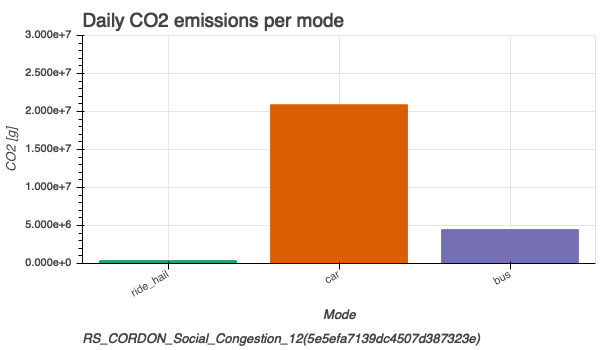 Daily CO2 emissions per mode
3.000e+7
2.500e+7
2.000e+7
1.500e+7
1.000e+7
5.000e+6
0.000e+0
CO2 [g]
ride_hail
car
bus
Mode
RS_CORDON_Social_Congestion_12(5e5efa7139dc4507d387323e)